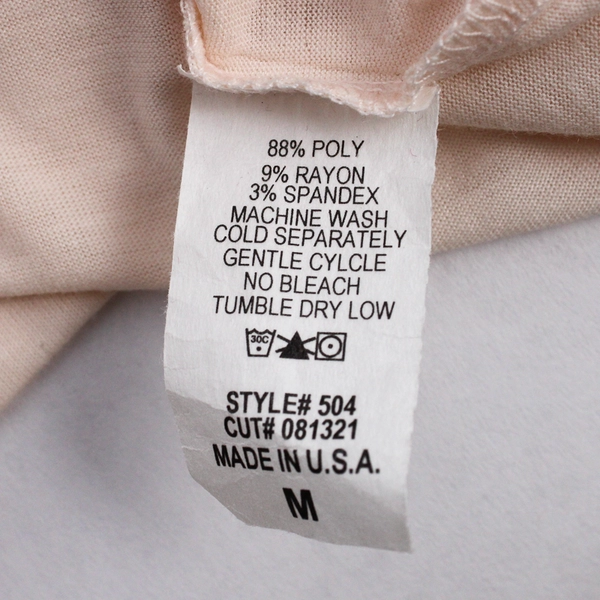 88% POLY
9% RAYON
3% SPANDEX
MACHINE WASH
COLD SEPARATELY
GENTLE CYLCLE
NO BLEACH
TUMBLE DRY LOW
30C
STYLE# 504
CUT# 081321
MADE IN U.S.A.
M